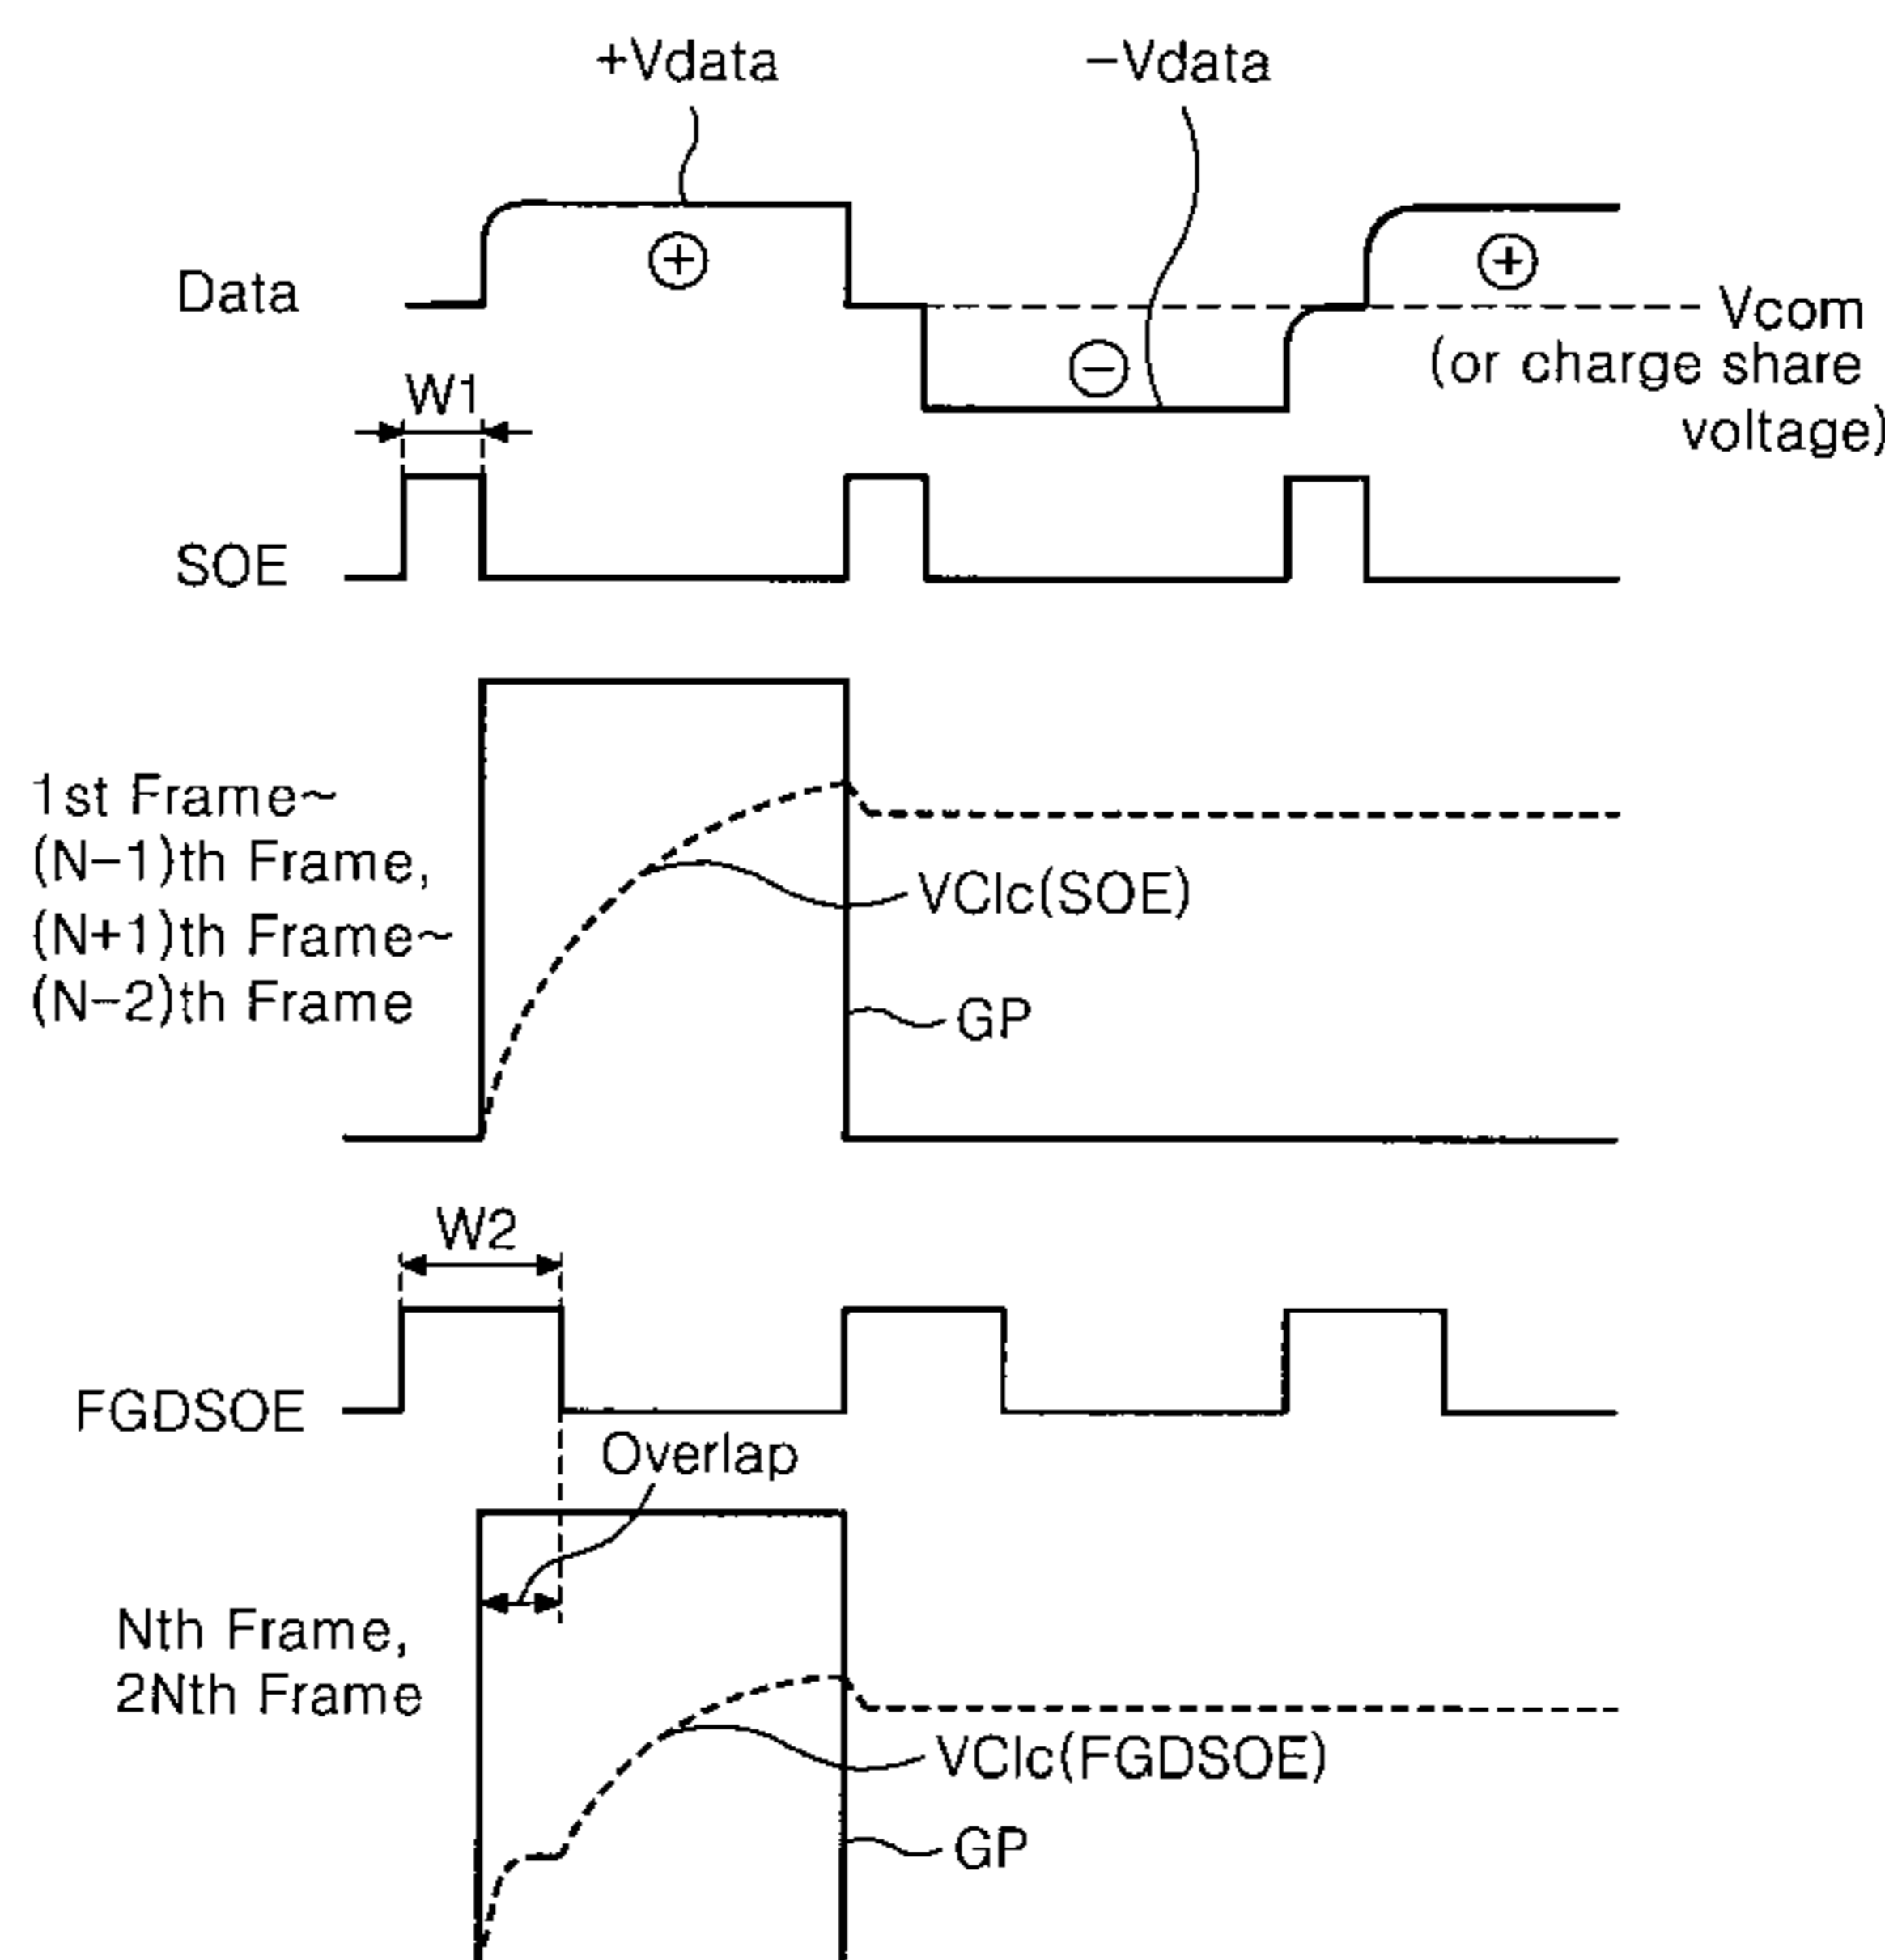 +Vdata
−Vdata
Data
⊕
⊕
⊖
Vcom
(or charge share
voltage)
W1
SOE
1st Frame~
(N−1)th Frame,
(N+1)th Frame~
(N−2)th Frame
VClc(SOE)
GP
W2
FGDSOE
Overlap
Nth Frame,
2Nth Frame
VClc(FGDSOE)
GP